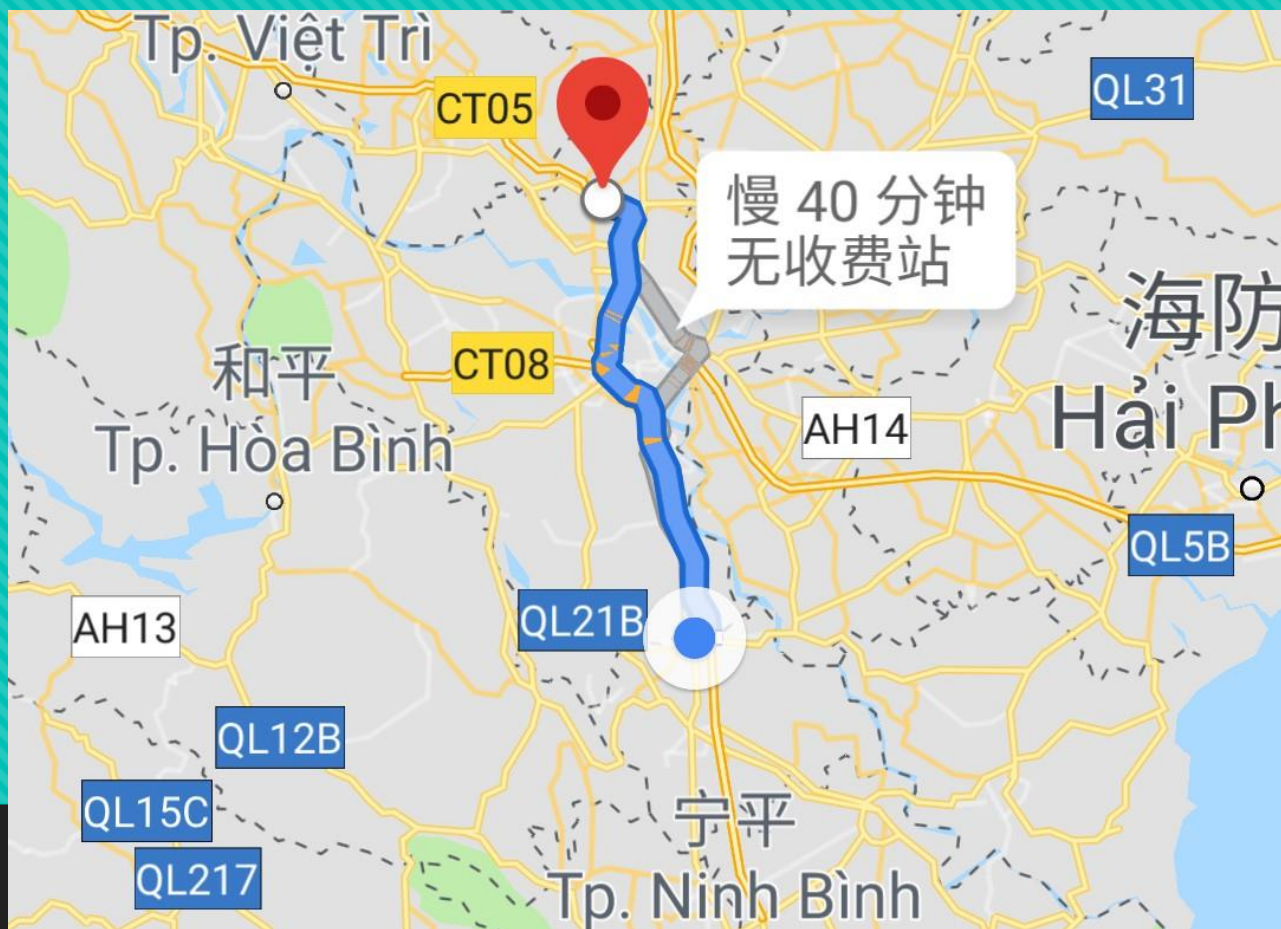 Tp. Việt Trì
CT05
QL31
慢 40 分钟
无收费站
海防
Hải Ph
和平
Tp. Hòa Bình
CT08
AH14
QL5B
QL21B
AH13
QL12B
QL15C
QL217
宁平
Tp. Ninh Bình